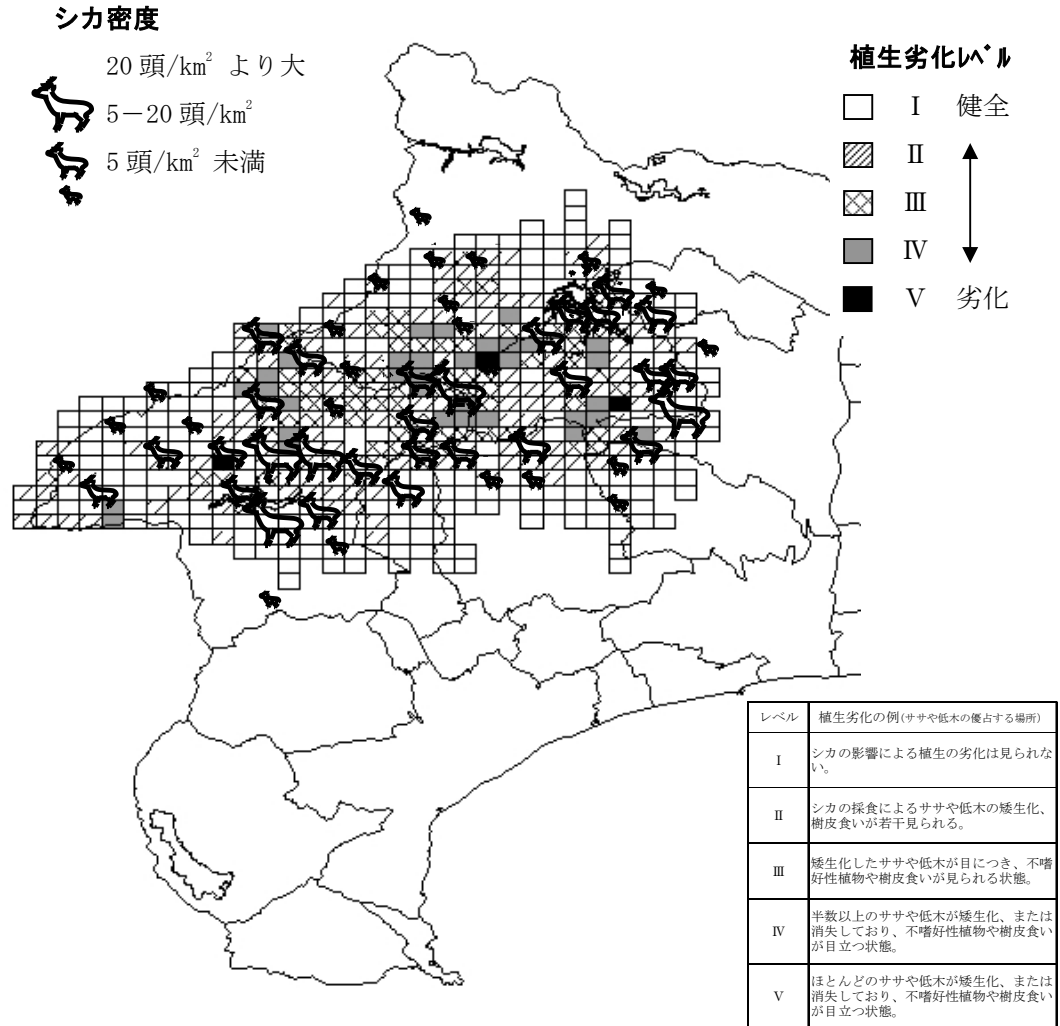 シカ密度
20 頭/km² より大
5－20 頭/km²
5 頭/km² 未満
植生劣化ﾚﾍﾞﾙ
Ⅰ 健全
Ⅱ
Ⅲ
Ⅳ
Ⅴ 劣化
レベル 植生劣化の例(ササや低木の優占する場所)
Ⅰ シカの影響による植生の劣化は見られな
い。
Ⅱ シカの採食によるササや低木の矮生化、
樹皮食いが若干見られる。
Ⅲ 矮生化したササや低木が目につき、不嗜
好性植物や樹皮食いが見られる状態。
Ⅳ 半数以上のササや低木が矮生化、または
消失しており、不嗜好性植物や樹皮食い
が目立つ状態。
Ⅴ ほとんどのササや低木が矮生化、または
消失しており、不嗜好性植物や樹皮食い
が目立つ状態。